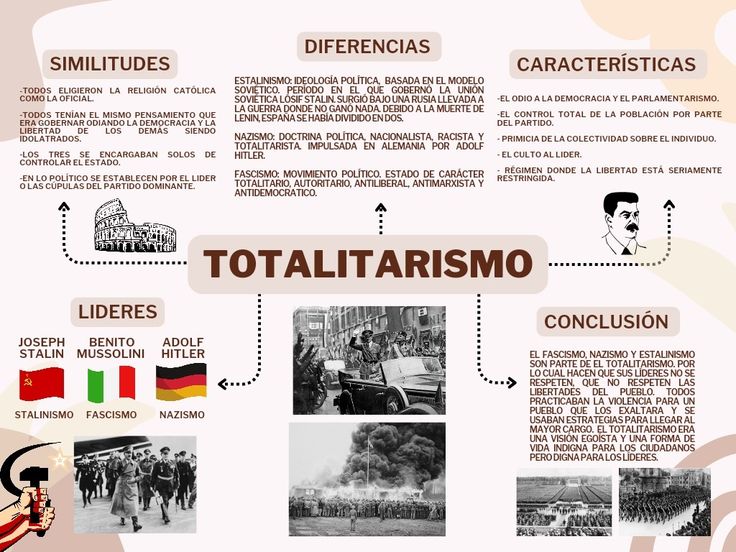 SIMILITUDES
-TODOS ELIGIERON LA RELIGIÓN CATÓLICA
COMO LA OFICIAL.
-TODOS TENÍAN EL MISMO PENSAMIENTO QUE
ERA GOBERNAR ODIANDO LA DEMOCRACIA Y LA
LIBERTAD DE LOS DEMÁS SIENDO
IDOLATRADOS.
-LOS TRES SE ENCARGABAN SOLOS DE
CONTROLAR EL ESTADO.
-EN LO POLÍTICO SE ESTABLECEN POR EL LIDER
O LAS CÚPULAS DEL PARTIDO DOMINANTE.
DIFERENCIAS
ESTALINISMO: IDEOLOGÍA POLÍTICA, BASADA EN EL MODELO
SOVIÉTICO. PERÍODO EN EL QUE GOBERNÓ LA UNIÓN
SOVIÉTICA LÓSIF STALIN. SURGIÓ BAJO UNA RUSIA LLEVADA A
LA GUERRA DONDE NO GANÓ NADA. DEBIDO A LA MUERTE DE
LENIN, ESPAÑA SE HABÍA DIVIDIDO EN DOS.
NAZISMO: DOCTRINA POLÍTICA, NACIONALISTA, RACISTA Y
TOTALITARISTA. IMPULSADA EN ALEMANIA POR ADOLF
HITLER.
FASCISMO: MOVIMIENTO POLÍTICO. ESTADO DE CARÁCTER
TOTALITARIO, AUTORITARIO, ANTILIBERAL, ANTIMARXISTA Y
ANTIDEMOCRATICO.
CARACTERÍSTICAS
-EL ODIO A LA DEMOCRACIA Y EL PARLAMENTARISMO.
-EL CONTROL TOTAL DE LA POBLACIÓN POR PARTE
DEL PARTIDO.
- PRIMICIA DE LA COLECTIVIDAD SOBRE EL INDIVIDUO.
- EL CULTO AL LIDER.
- RÉGIMEN DONDE LA LIBERTAD ESTÁ SERIAMENTE
RESTRINGIDA.
TOTALITARISMO
LIDERES
JOSEPH
STALIN
BENITO
MUSSOLINI
ADOLF
HITLER
STALINISMO
FASCISMO
NAZISMO
CONCLUSIÓN
EL FASCISMO, NAZISMO Y ESTALINISMO
SON PARTE DE EL TOTALITARISMO. POR
LO CUAL HACEN QUE SUS LÍDERES NO SE
RESPETEN, QUE NO RESPETEN LAS
LIBERTADES DEL PUEBLO. TODOS
PRACTICABAN LA VIOLENCIA PARA UN
PUEBLO QUE LOS EXALTARA Y SE
USABAN ESTRATEGIAS PARA LLEGAR AL
MAYOR CARGO. EL TOTALITARISMO ERA
UNA VISIÓN EGOÍSTA Y UNA FORMA DE
VIDA INDIGNA PARA LOS CIUDADANOS
PERO DIGNA PARA LOS LÍDERES.